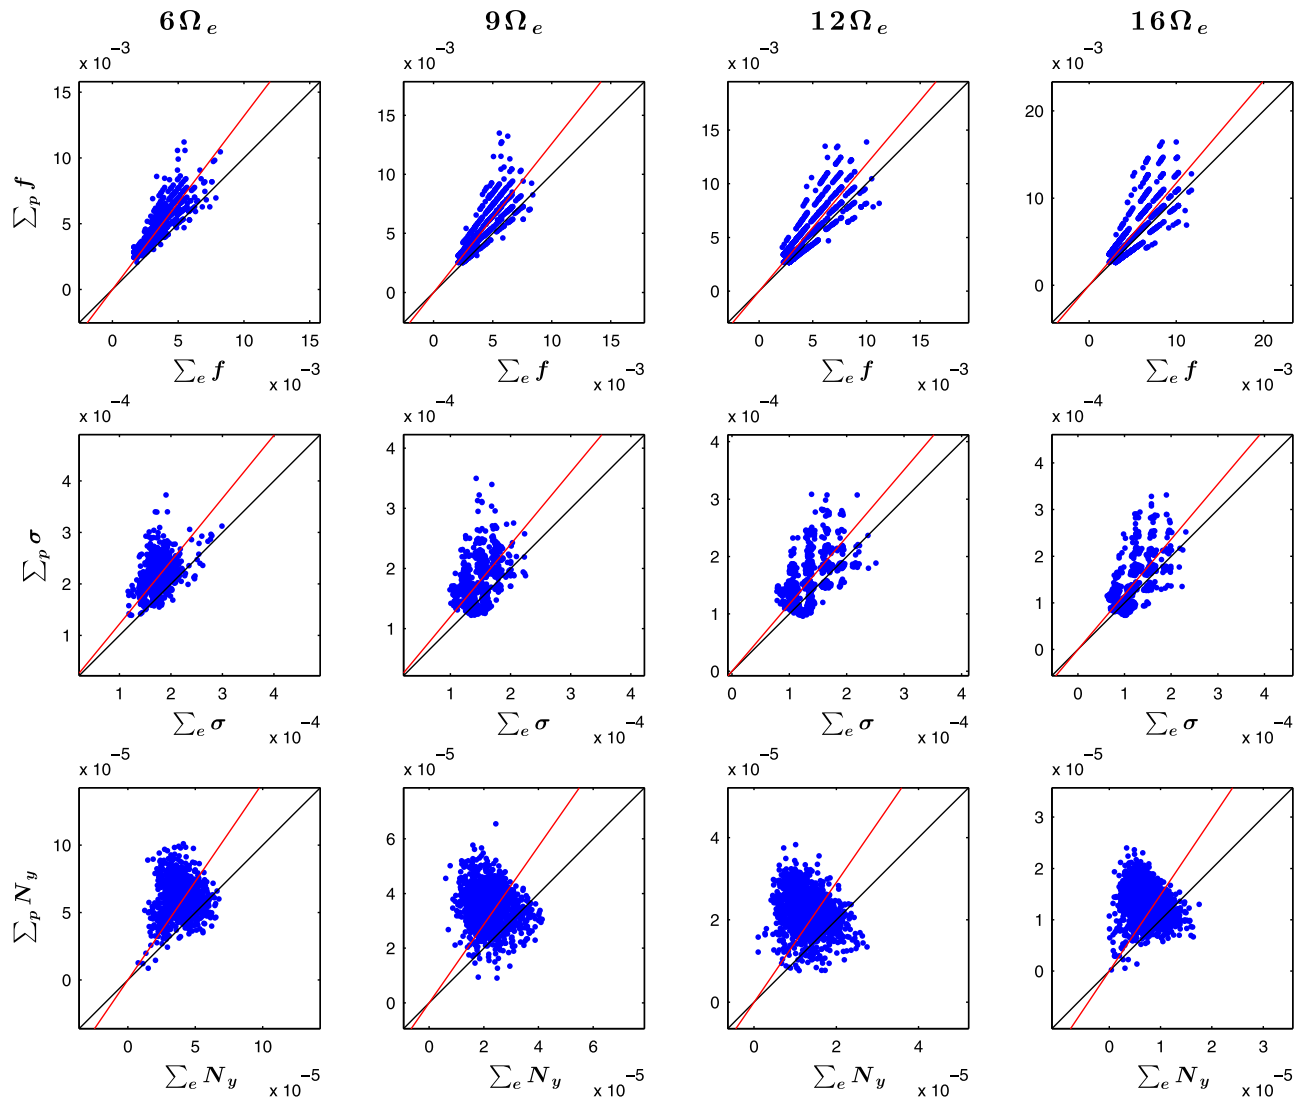 6Ω_e 9Ω_e 12Ω_e 16Ω_e
x 10^−3 x 10^−3 x 10^−3 x 10^−3
15 10 5 0
15 10 5 0
15 10 5 0
20 15 10 5 0
∑_p f
0 5 10 15
0 5 10 15
0 5 10 15
0 10 20
∑_e f x 10^−3 ∑_e f x 10^−3 ∑_e f x 10^−3 ∑_e f x 10^−3
x 10^−4 x 10^−4 x 10^−4 x 10^−4
4 3 2 1
4 3 2 1
4 3 2 1 0
4 3 2 1 0
∑_p σ
1 2 3 4
1 2 3 4
0 1 2 3 4
0 1 2 3 4
∑_e σ x 10^−4 ∑_e σ x 10^−4 ∑_e σ x 10^−4 ∑_e σ x 10^−4
x 10^−5 x 10^−5 x 10^−5 x 10^−5
10 5 0
6 4 2 0
4 2 0
3 2 1 0
∑_p N_y
0 5 10
0 2 4 6
0 2 4
0 1 2 3
∑_e N_y x 10^−5 ∑_e N_y x 10^−5 ∑_e N_y x 10^−5 ∑_e N_y x 10^−5